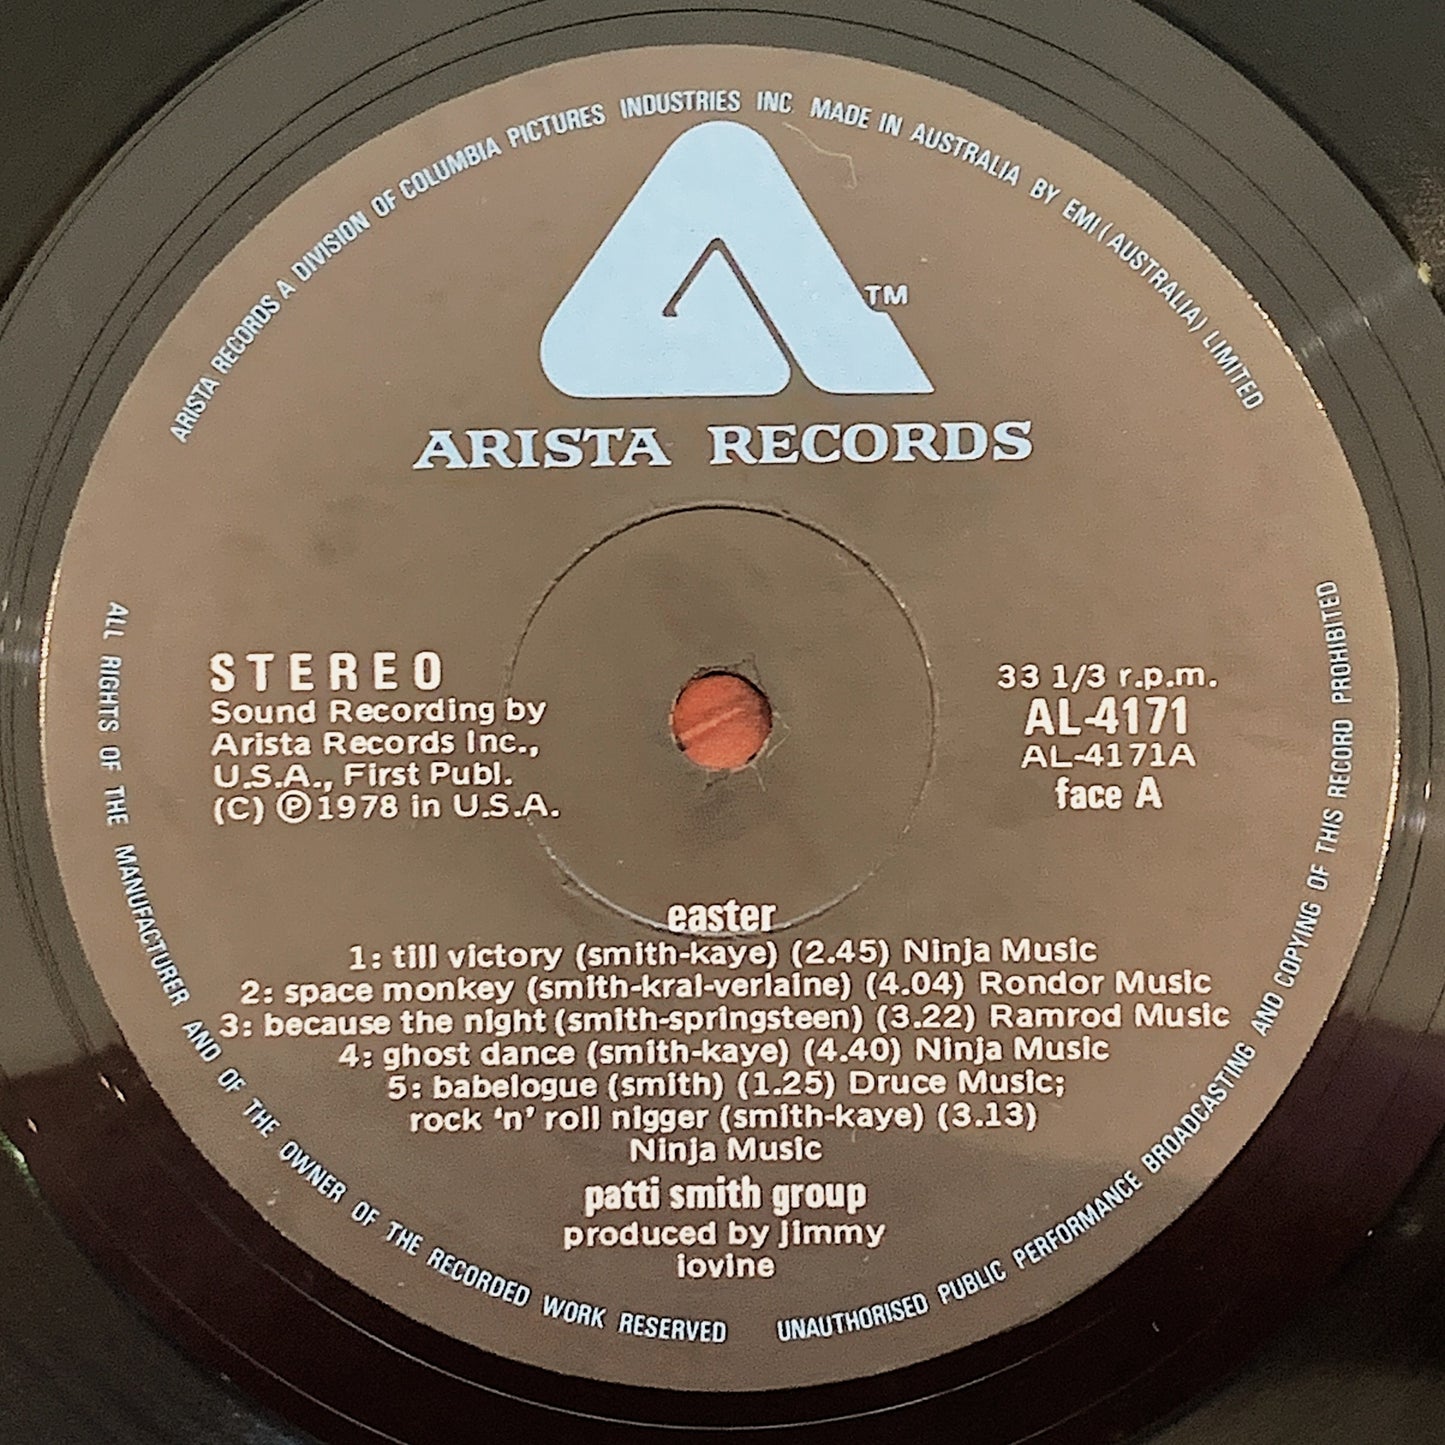 ARISTA RECORDS A DIVISION OF COLUMBIA PICTURES INDUSTRIES INC MADE IN AUSTRALIA BY EMI (AUSTRALIA) LIMITED
TM
ARISTA RECORDS
STEREO
Sound Recording by
Arista Records Inc.,
U.S.A., First Publ.
(C) ℗1978 in U.S.A.
33 1/3 r.p.m.
AL-4171
AL-4171A
face A
easter
1: till victory (smith-kaye) (2.45) Ninja Music
2: space monkey (smith-kral-verlaine) (4.04) Rondor Music
3: because the night (smith-springsteen) (3.22) Ramrod Music
4: ghost dance (smith-kaye) (4.40) Ninja Music
5: babelogue (smith) (1.25) Druce Music;
rock ‘n’ roll nigger (smith-kaye) (3.13)
Ninja Music
patti smith group
produced by jimmy
iovine
ALL RIGHTS OF THE MANUFACTURER AND OF THE OWNER OF THE RECORDED WORK RESERVED
UNAUTHORISED PUBLIC PERFORMANCE BROADCASTING AND COPYING OF THIS RECORD PROHIBITED